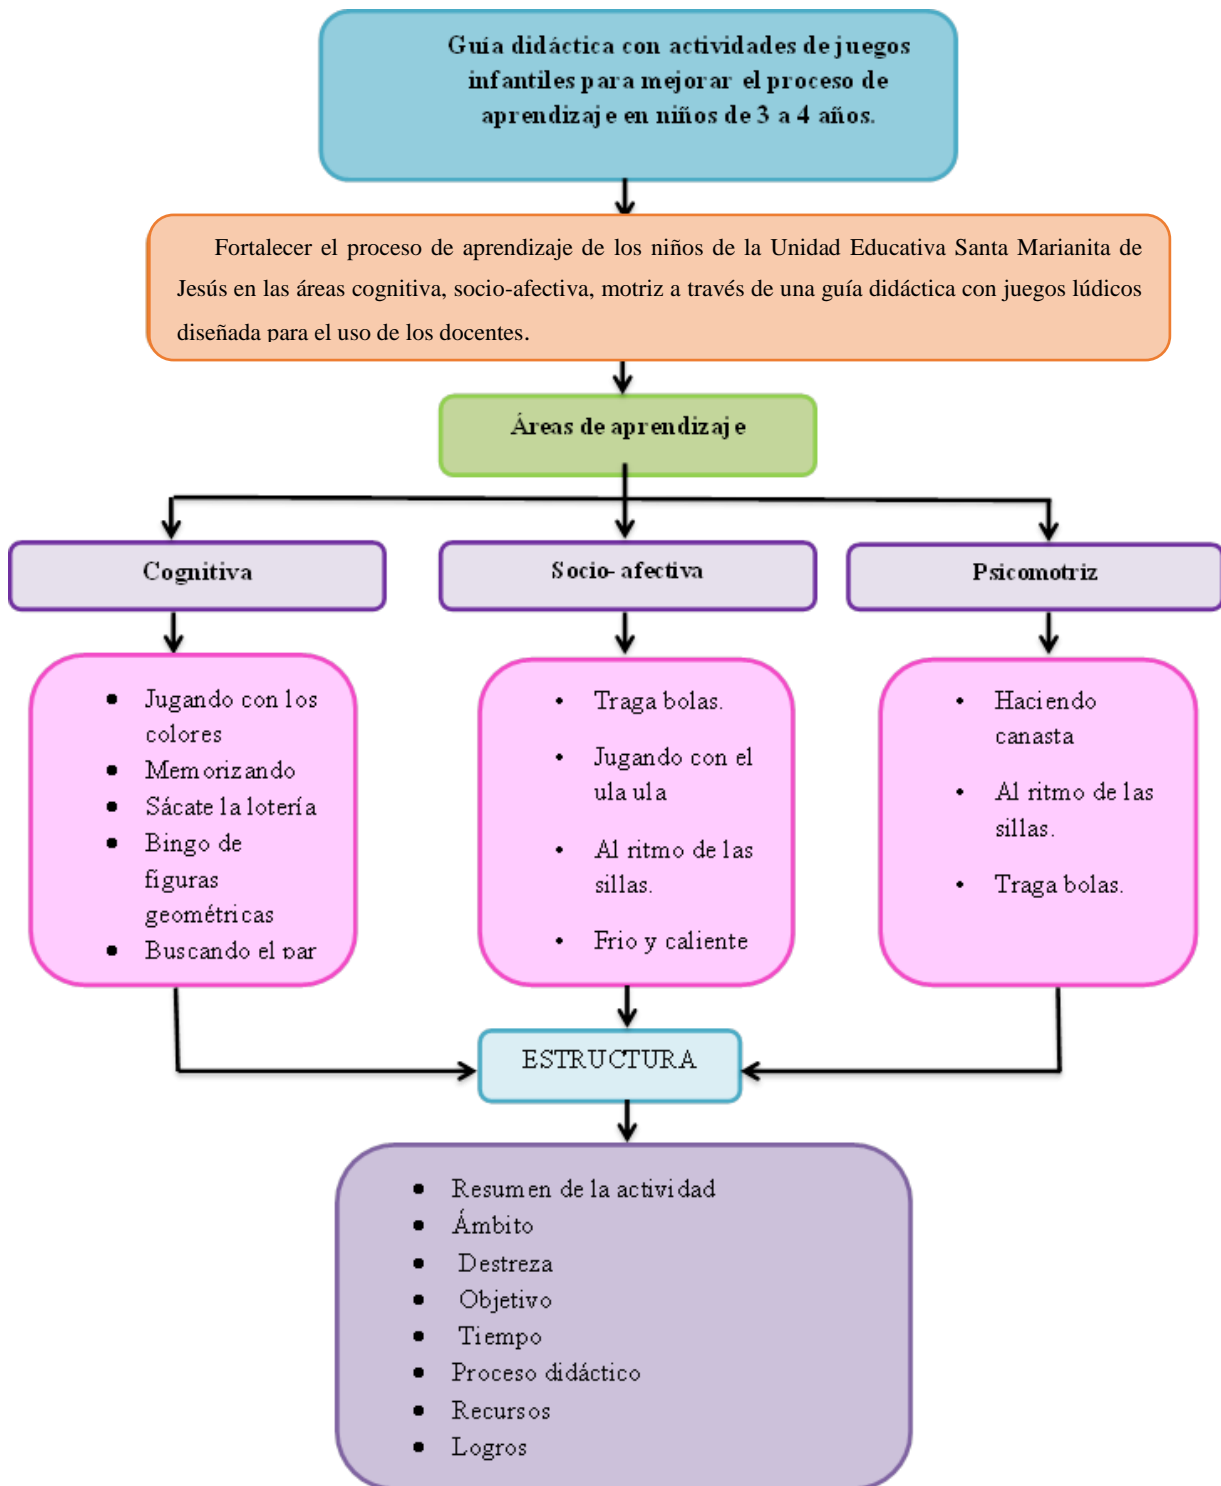 Guía didáctica con actividades de juegos
infantiles para mejorar el proceso de
aprendizaje en niños de 3 a 4 años.
Fortalecer el proceso de aprendizaje de los niños de la Unidad Educativa Santa Marianita de
Jesús en las áreas cognitiva, socio-afectiva, motriz a través de una guía didáctica con juegos lúdicos
diseñada para el uso de los docentes.
Áreas de aprendizaje
Cognitiva
Socio- afectiva
Psicomotriz
• Jugando con los
colores
• Memorizando
• Sácate la lotería
• Bingo de
figuras
geométricas
• Buscando el par
• Traga bolas.
• Jugando con el
ula ula
• Al ritmo de las
sillas.
• Frio y caliente
• Haciendo
canasta
• Al ritmo de las
sillas.
• Traga bolas.
ESTRUCTURA
• Resumen de la actividad
• Ámbito
• Destreza
• Objetivo
• Tiempo
• Proceso didáctico
• Recursos
• Logros